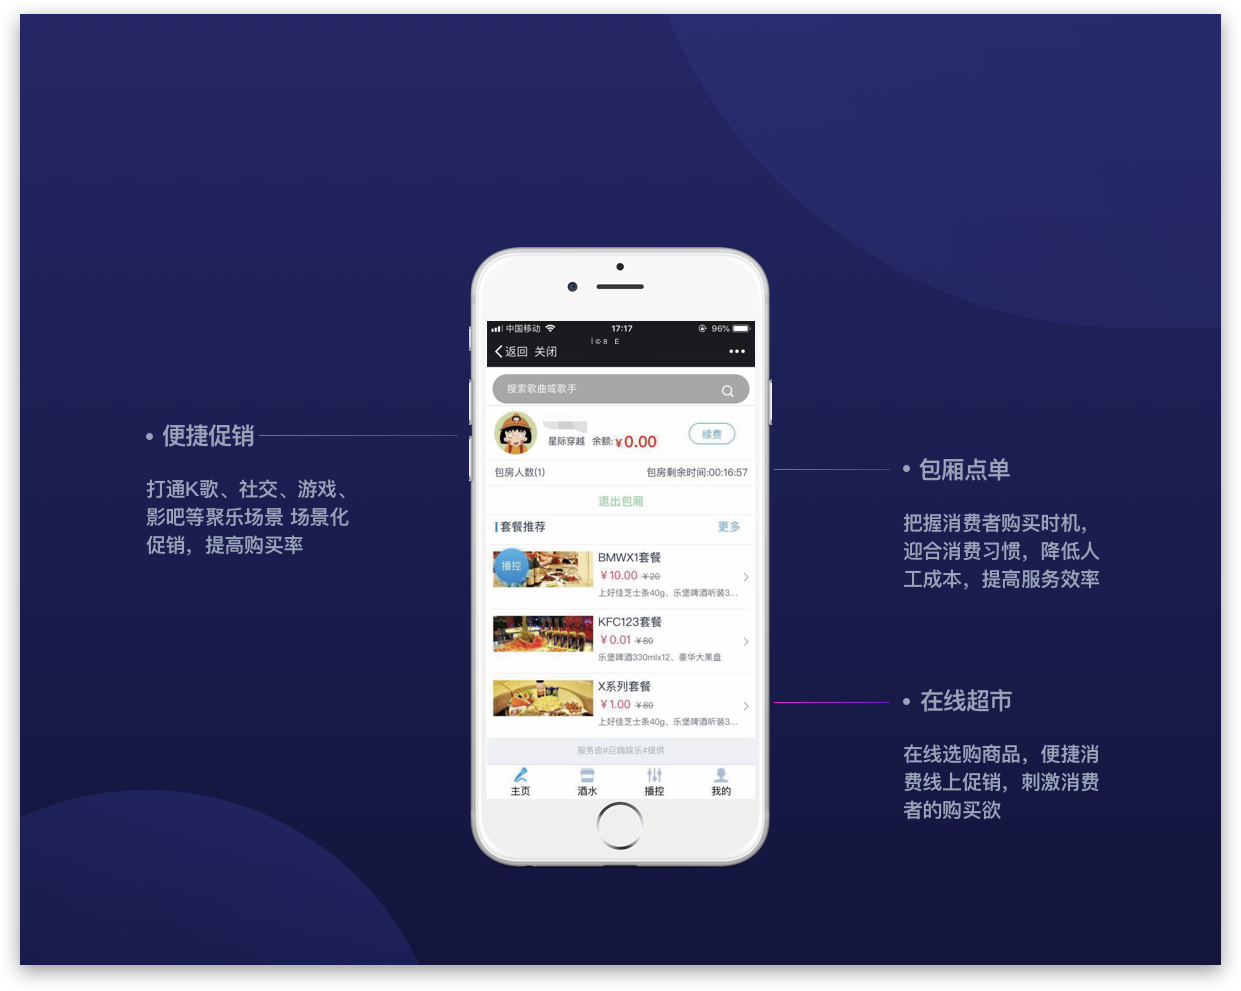 便捷促销
打通K歌、社交、游戏、
影吧等聚乐场景 场景化
促销，提高购买率
中国移动 17:17 96%
返回 关闭
搜索歌曲或歌手
星际穿越 余额:￥0.00 续费
包房人数(1) 包房剩余时间:00:16:57
退出包厢
套餐推荐 更多
播控
BMWX1套餐
￥10.00 ￥20
上好佳芝士条40g、乐堡啤酒听装3...
KFC123套餐
￥0.01 ￥80
乐堡啤酒330mlx12、豪华大果盘
X系列套餐
￥1.00 ￥80
上好佳芝士条40g、乐堡啤酒听装3...
服务由#巨嗨娱乐#提供
主页 酒水 播控 我的
包厢点单
把握消费者购买时机，
迎合消费习惯，降低人
工成本，提高服务效率
在线超市
在线选购商品，便捷消
费线上促销，刺激消费
者的购买欲